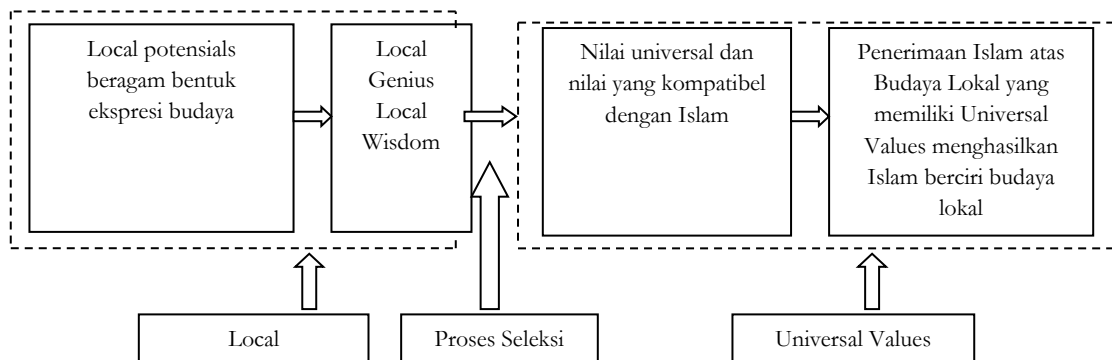 Local potensials
beragam bentuk
ekspresi budaya
Local
Genius
Local
Wisdom
Nilai universal dan
nilai yang kompatibel
dengan Islam
Penerimaan Islam atas
Budaya Lokal yang
memiliki Universal
Values menghasilkan
Islam berciri budaya
lokal
Local
Proses Seleksi
Universal Values